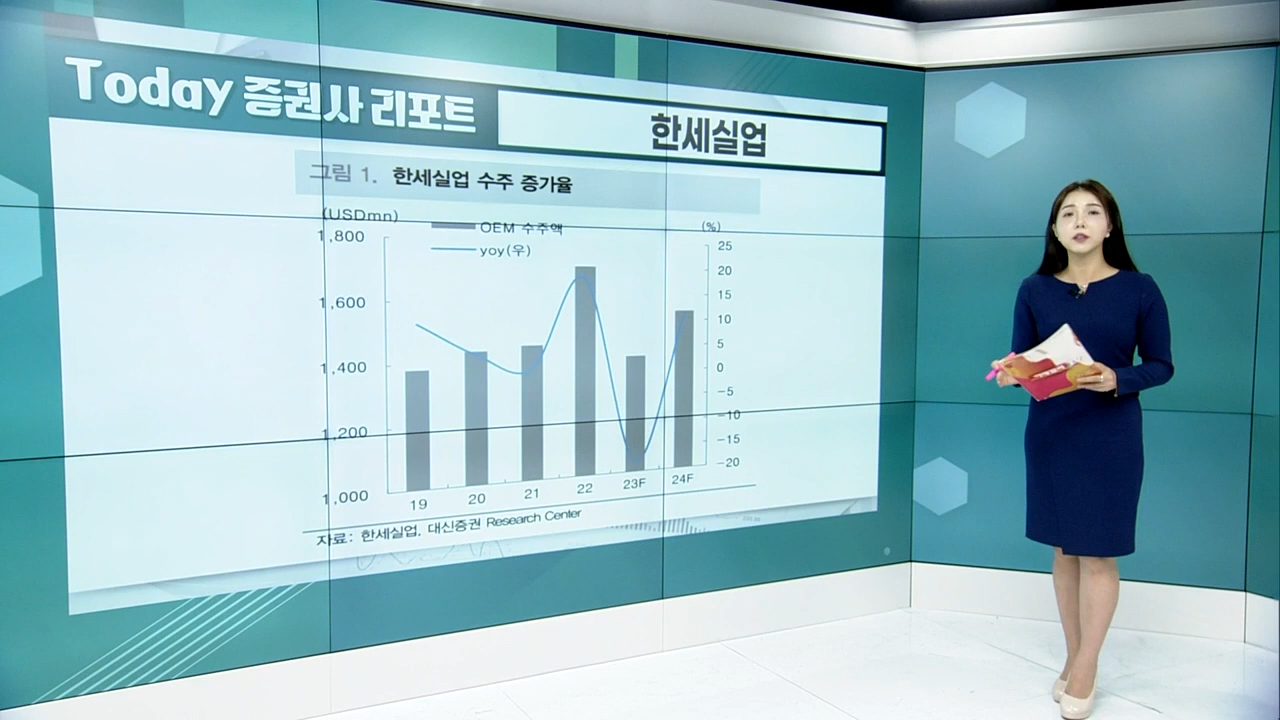 Today 증권사 리포트
한세실업
그림 1. 한세실업 수주 증가율
(USDmn)
(%)
OEM 수주액
yoy(우)
1,800
1,600
1,400
1,200
1,000
25
20
15
10
5
0
-5
-10
-15
-20
19 20 21 22 23F 24F
자료: 한세실업, 대신증권 Research Center